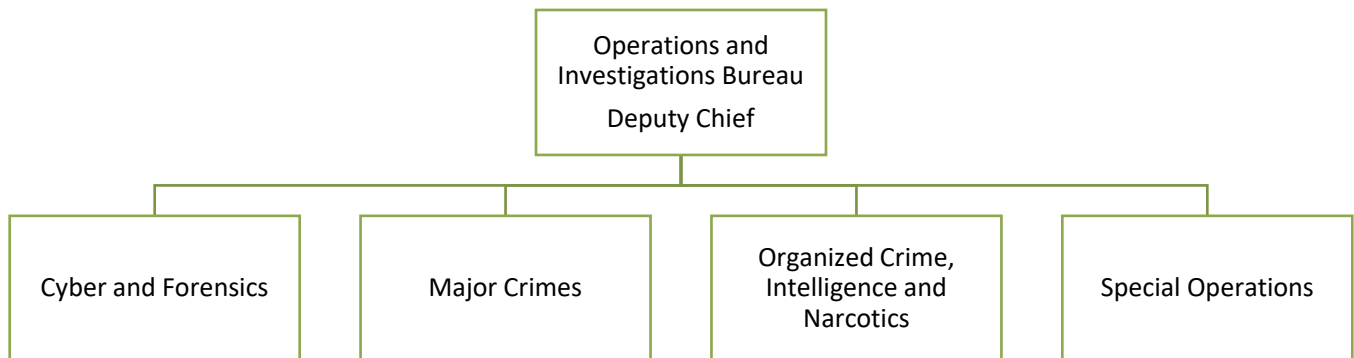 Operations and
Investigations Bureau
Deputy Chief
Cyber and Forensics
Major Crimes
Organized Crime,
Intelligence and
Narcotics
Special Operations